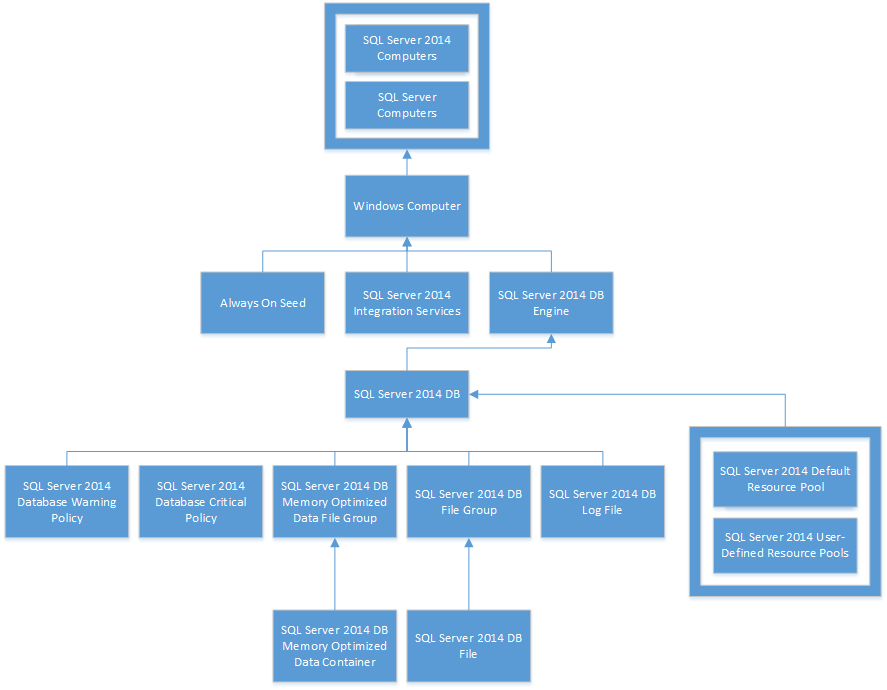 SQL Server 2014
Computers
SQL Server
Computers
Windows Computer
Always On Seed
SQL Server 2014
Integration Services
SQL Server 2014 DB
Engine
SQL Server 2014 DB
SQL Server 2014
Database Warning
Policy
SQL Server 2014
Database Critical
Policy
SQL Server 2014 DB
Memory Optimized
Data File Group
SQL Server 2014 DB
File Group
SQL Server 2014 DB
Log File
SQL Server 2014 Default
Resource Pool
SQL Server 2014 User-
Defined Resource Pools
SQL Server 2014 DB
Memory Optimized
Data Container
SQL Server 2014 DB
File